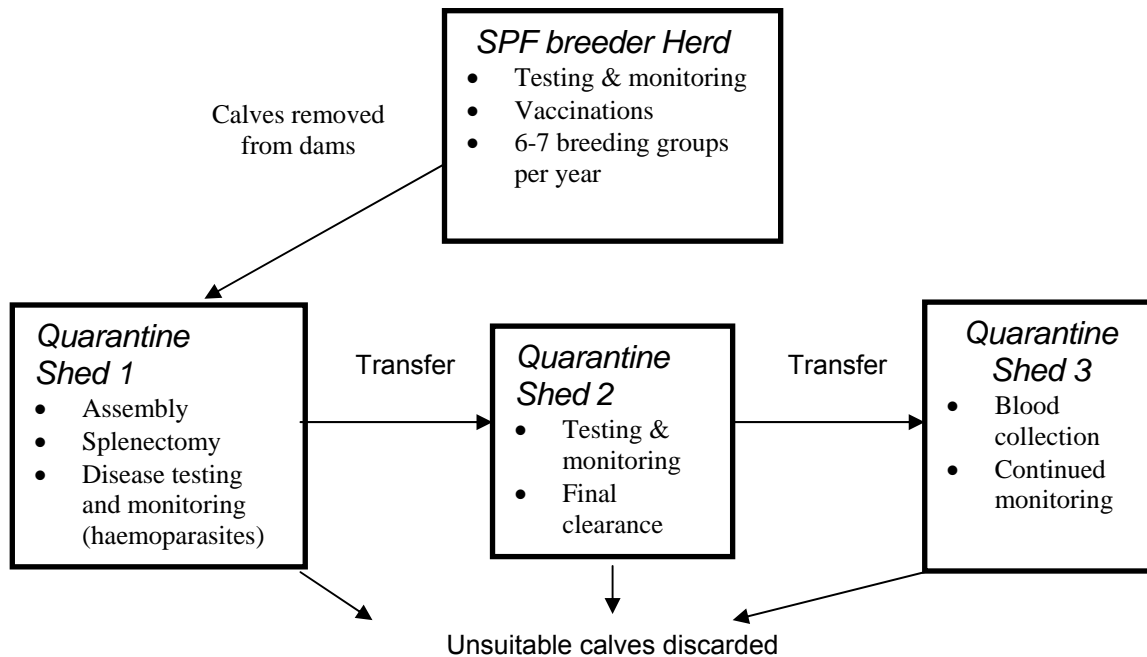 SPF breeder Herd
• Testing & monitoring
• Vaccinations
• 6-7 breeding groups
per year
Calves removed
from dams
Quarantine
Shed 1
• Assembly
• Splenectomy
• Disease testing
and monitoring
(haemoparasites)
Transfer
Quarantine
Shed 2
• Testing &
monitoring
• Final
clearance
Transfer
Quarantine
Shed 3
• Blood
collection
• Continued
monitoring
Unsuitable calves discarded